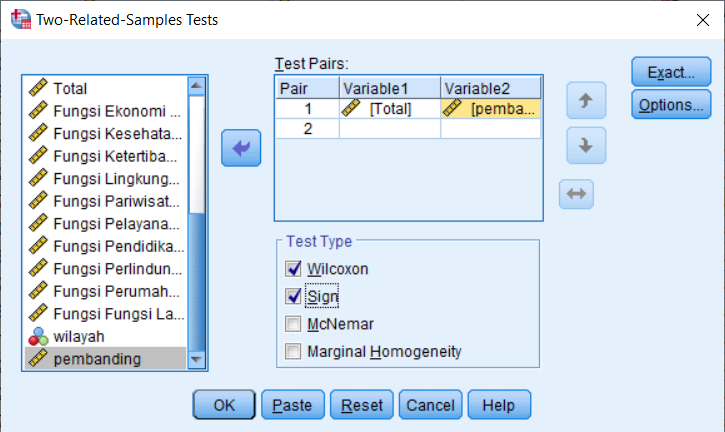 Two-Related-Samples Tests
Total
Fungsi Ekonomi ...
Fungsi Kesehata...
Fungsi Ketertiba...
Fungsi Lingkung...
Fungsi Pariwisat...
Fungsi Pelayana...
Fungsi Pendidika...
Fungsi Perlindun...
Fungsi Perumah...
Fungsi Fungsi La...
wilayah
pembanding
Test Pairs:
Pair Variable1 Variable2
1 [Total] [pemba...
2
Test Type
Wilcoxon
Sign
McNemar
Marginal Homogeneity
Exact...
Options...
OK Paste Reset Cancel Help